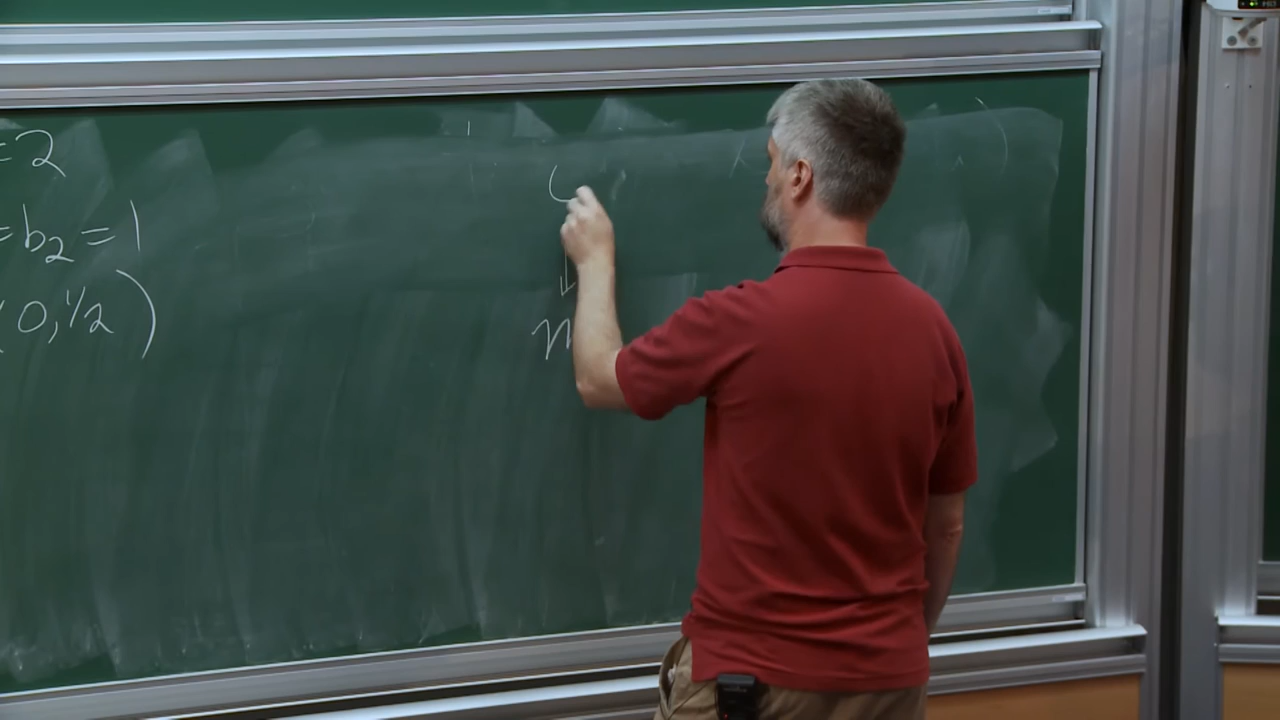 =2
=b₂=1
(0,1/2)
↓
m